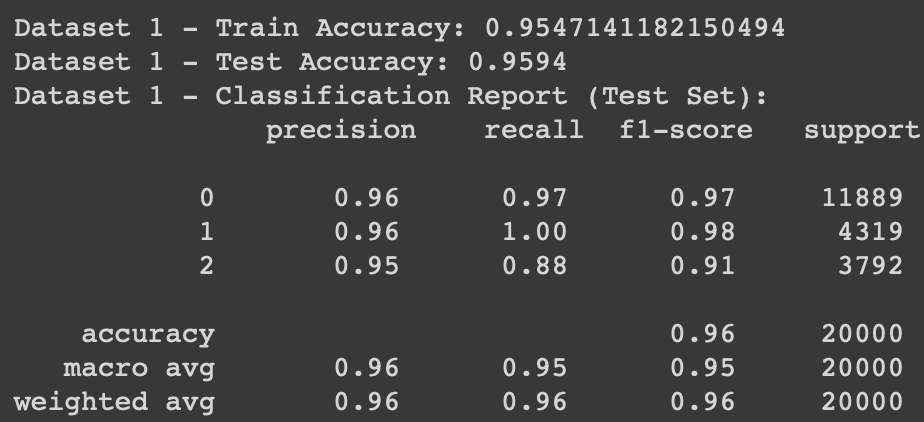 Dataset 1 - Train Accuracy: 0.9547141182150494
Dataset 1 - Test Accuracy: 0.9594
Dataset 1 - Classification Report (Test Set):
precision recall f1-score support
0 0.96 0.97 0.97 11889
1 0.96 1.00 0.98 4319
2 0.95 0.88 0.91 3792
accuracy 0.96 20000
macro avg 0.96 0.95 0.95 20000
weighted avg 0.96 0.96 0.96 20000